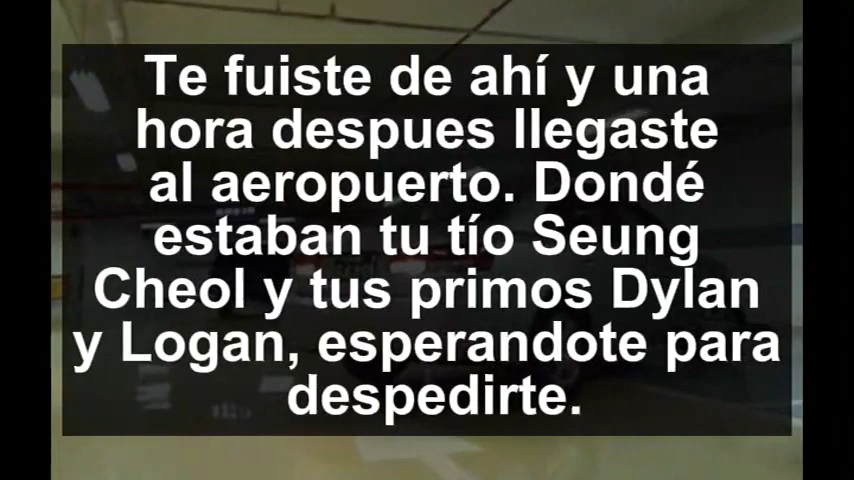 Te fuiste de ahí y una
hora despues llegaste
al aeropuerto. Dondé
estaban tu tío Seung
Cheol y tus primos Dylan
y Logan, esperandote para
despedirte.